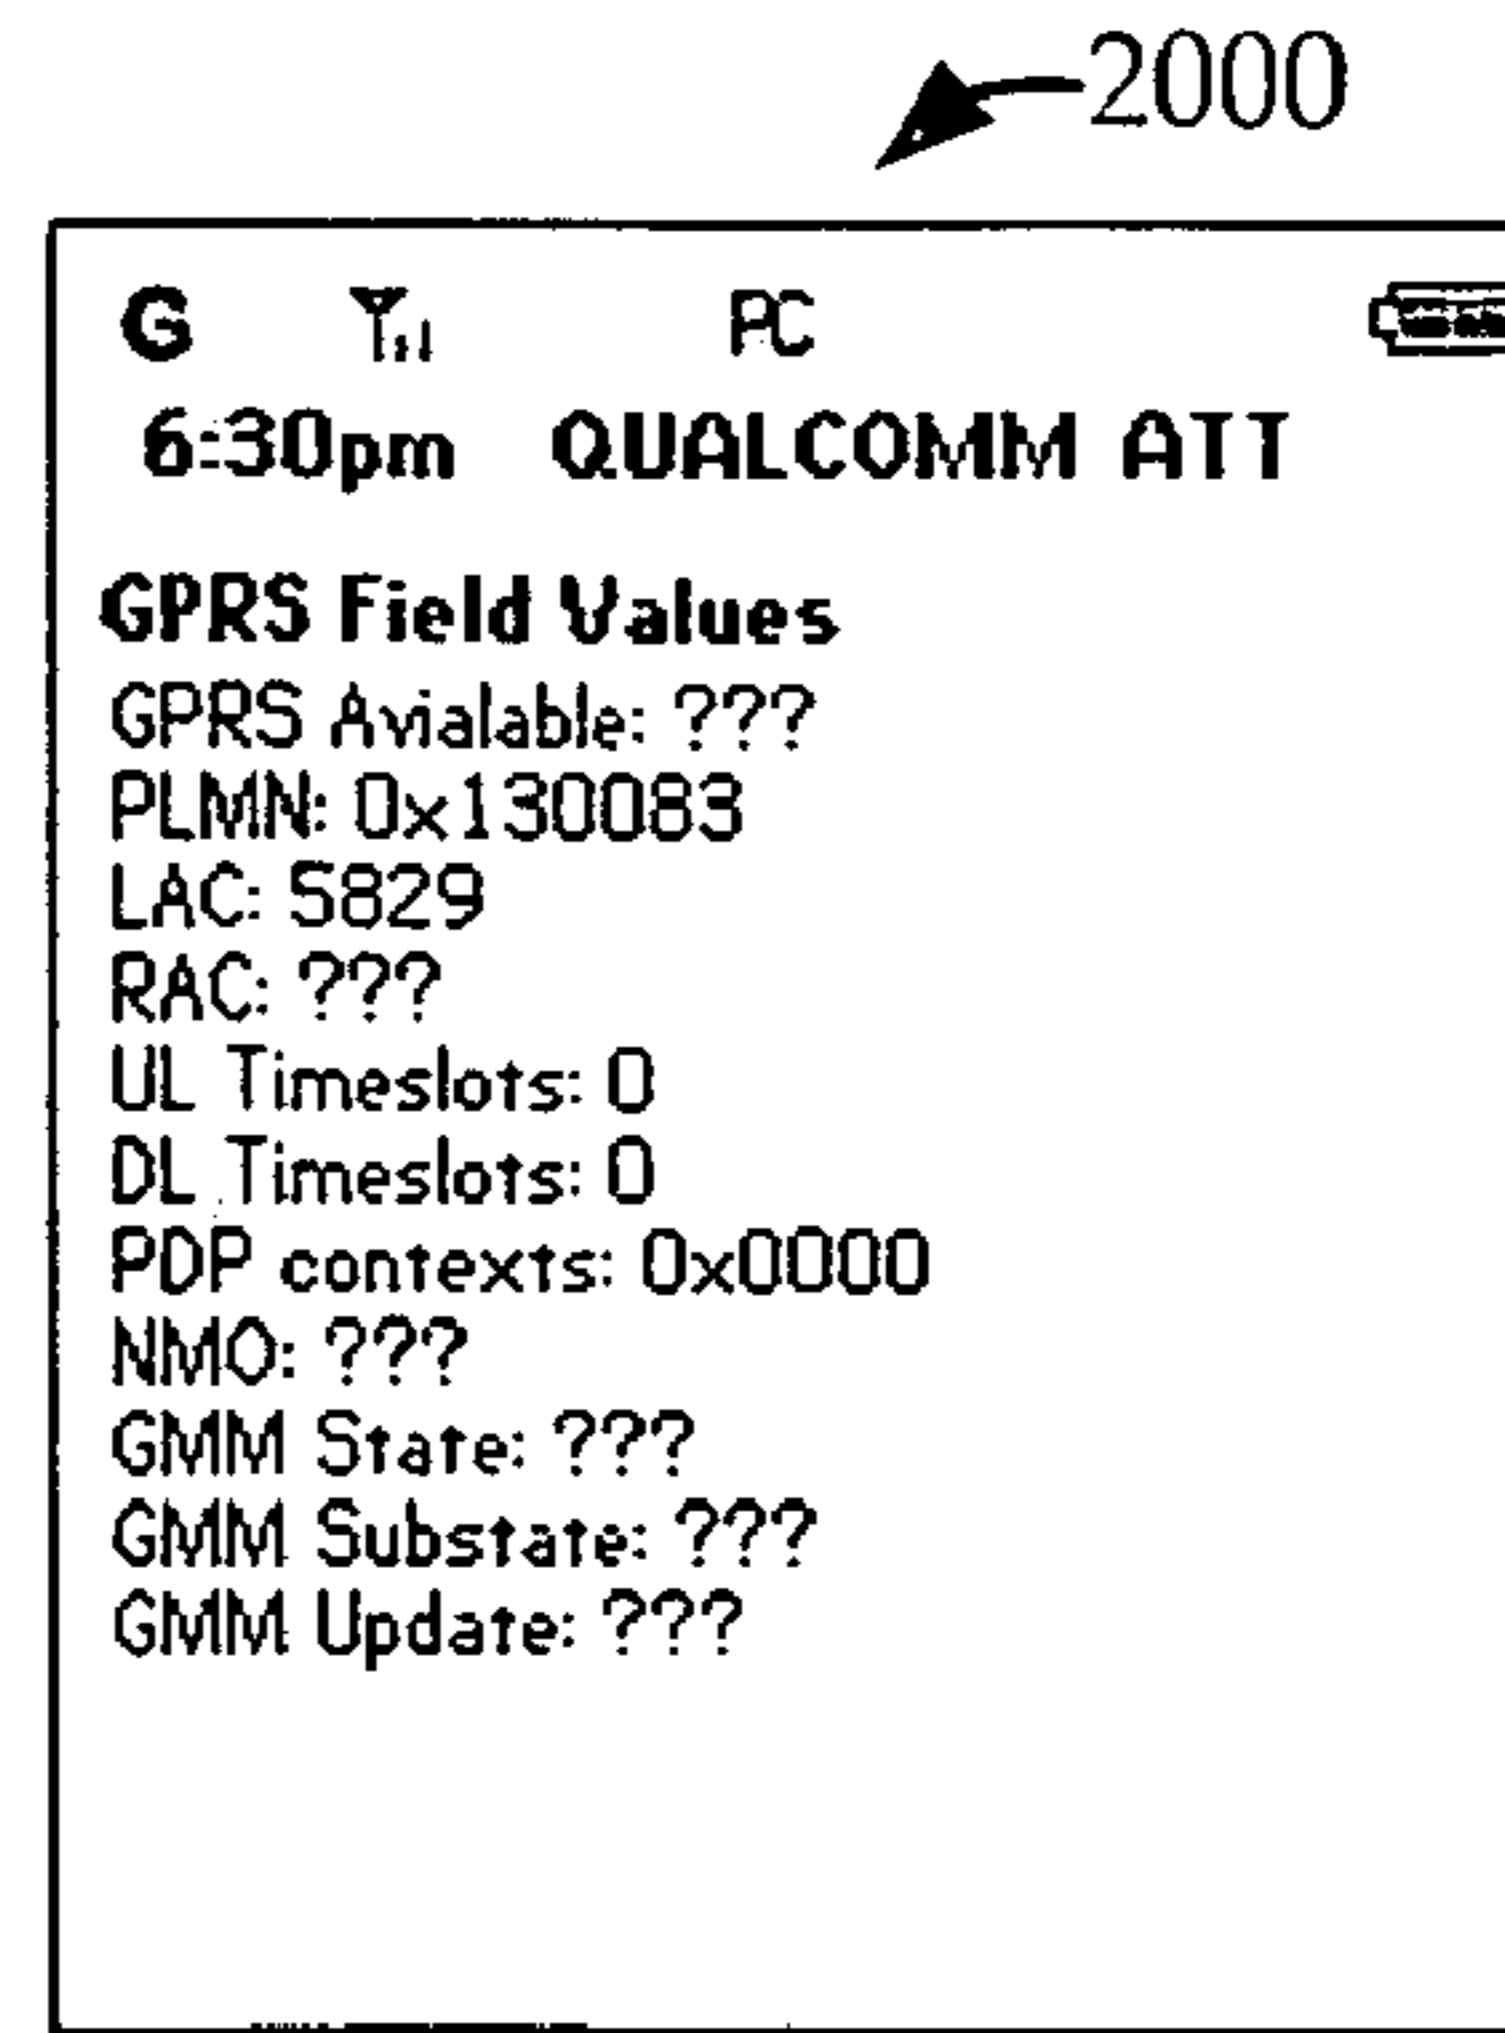 2000
G PC
6:30pm QUALCOMM ATT
GPRS Field Values
GPRS Avialable: ???
PLMN: 0x130083
LAC: 5829
RAC: ???
UL Timeslots: 0
DL Timeslots: 0
PDP contexts: 0x0000
NMO: ???
GMM State: ???
GMM Substate: ???
GMM Update: ???